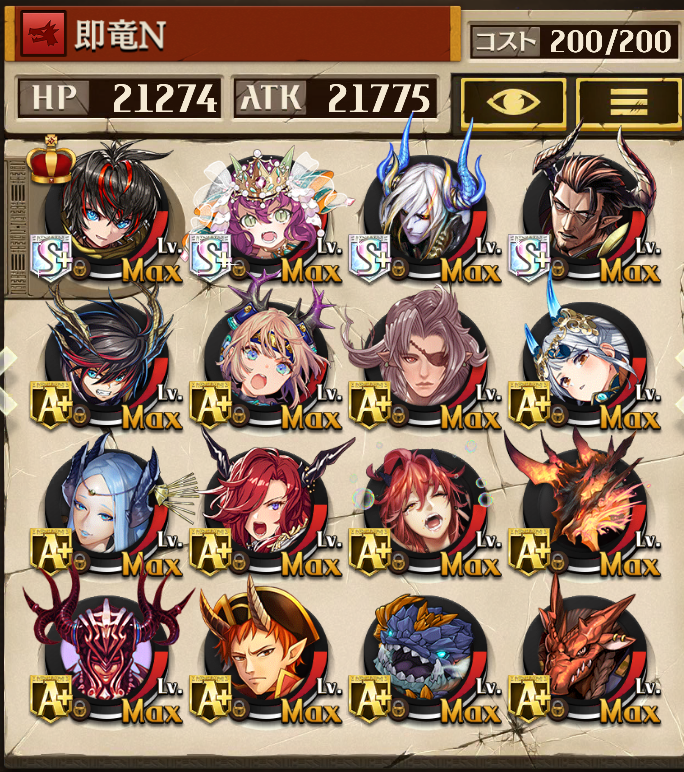 即竜N
コスト 200/200
HP 21274 ATK 21775
S+ Lv. Max S+ Lv. Max S+ Lv. Max S+ Lv. Max
A+ Lv. Max A+ Lv. Max A+ Lv. Max A+ Lv. Max
A+ Lv. Max A+ Lv. Max A+ Lv. Max A+ Lv. Max
A+ Lv. Max A+ Lv. Max A+ Lv. Max A+ Lv. Max